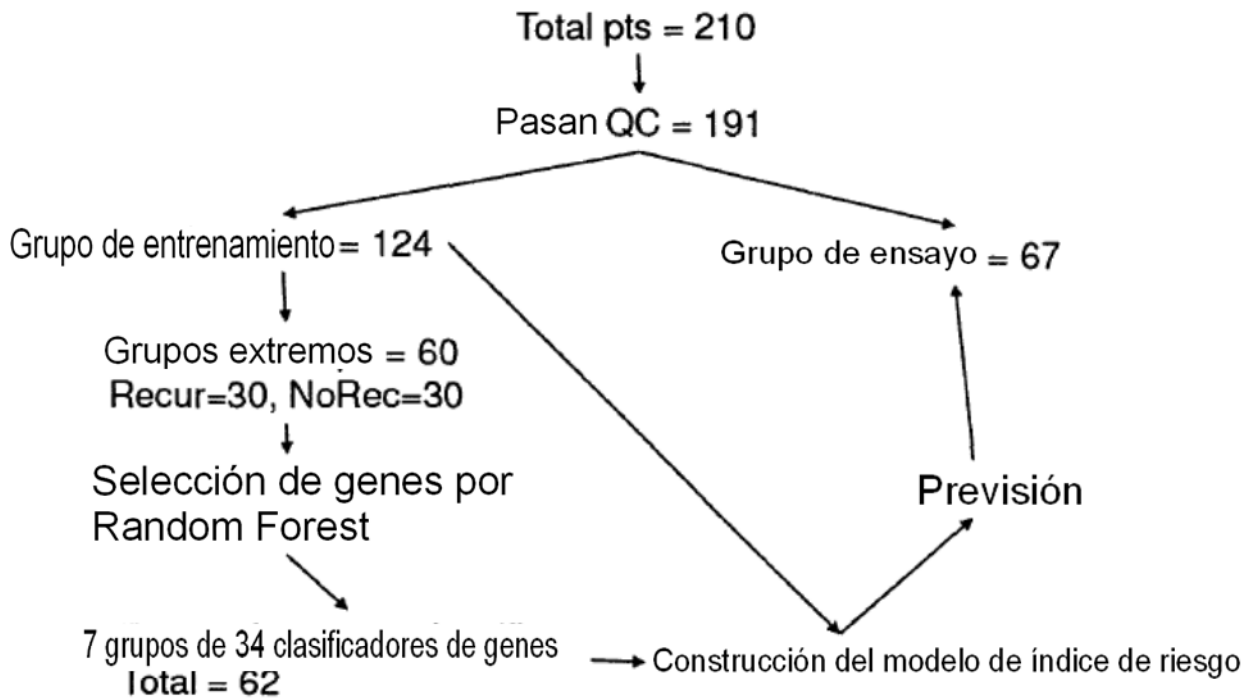 Total pts = 210
Pasan QC = 191
Grupo de entrenamiento = 124
Grupo de ensayo = 67
Grupos extremos = 60
Recur=30, NoRec=30
Selección de genes por
Random Forest
Previsión
7 grupos de 34 clasificadores de genes
Total = 62
Construcción del modelo de índice de riesgo